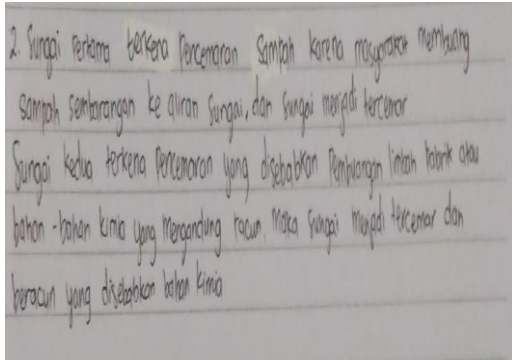 2. Sungai Pertama terkena Pencemaran Sampah karena masyarakat membuang
sampah sembarangan ke aliran sungai, dan sungai menjadi tercemar
Sungai kedua terkena Pencemaran yang disebabkan Pembuangan limbah pabrik atau
bahan-bahan kimia yang mengandung racun. maka sungai menjadi tercemar dan
beracun yang disebabkan bahan kimia